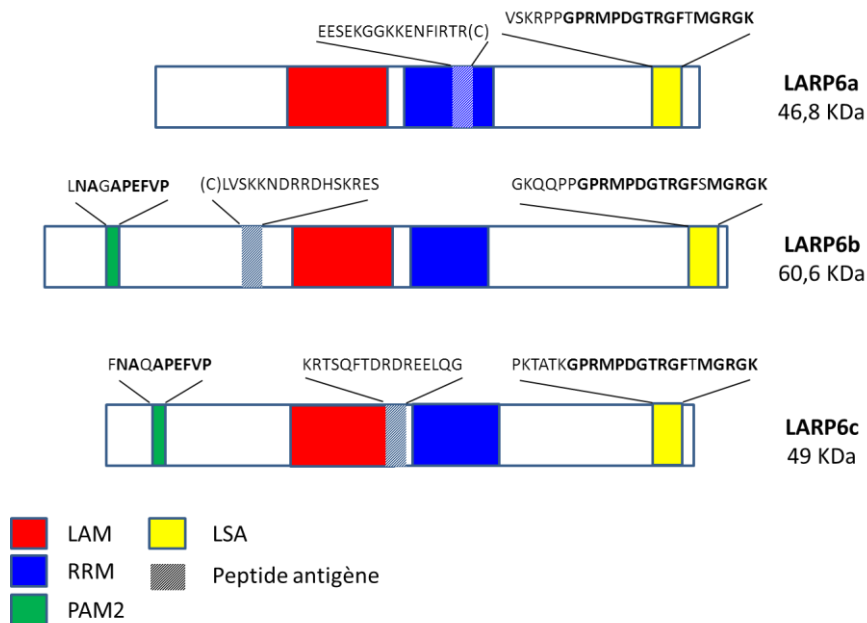 EESEKGGKKENFIRTR(C)
VSKRPPGPRMPDGTRGFTMGRGK
LARP6a
46,8 KDa
LNAGAPEFVP
(C)LVSKKNDRRDHSKRES
GKQQPPGPRMPDGTRGFSMGRGK
LARP6b
60,6 KDa
FNAQAPEFVP
KRTSQFTDRDREELQG
PKTATKGPRMPDGTRGFTMGRGK
LARP6c
49 KDa
LAM
LSA
RRM
Peptide antigène
PAM2